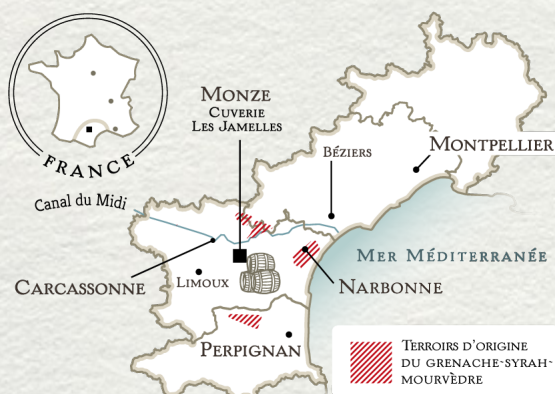 FRANCE
MONZE
CUVERIE
LES JAMELLES
BÉZIERS
MONTPELLIER
Canal du Midi
MER MÉDITERRANÉE
CARCASSONNE
LIMOUX
NARBONNE
PERPIGNAN
TERROIRS D'ORIGINE
DU GRENACHE-SYRAH-
MOURVÈDRE